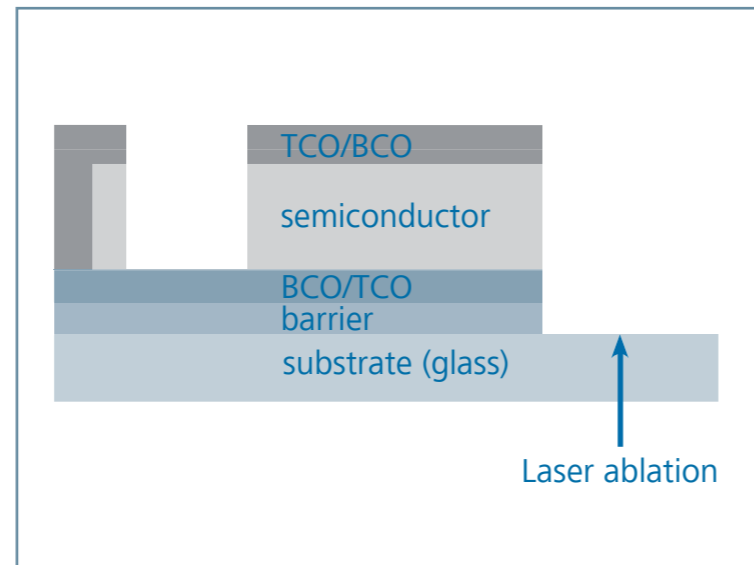 TCO/BCO
semiconductor
BCO/TCO
barrier
substrate (glass)
Laser ablation